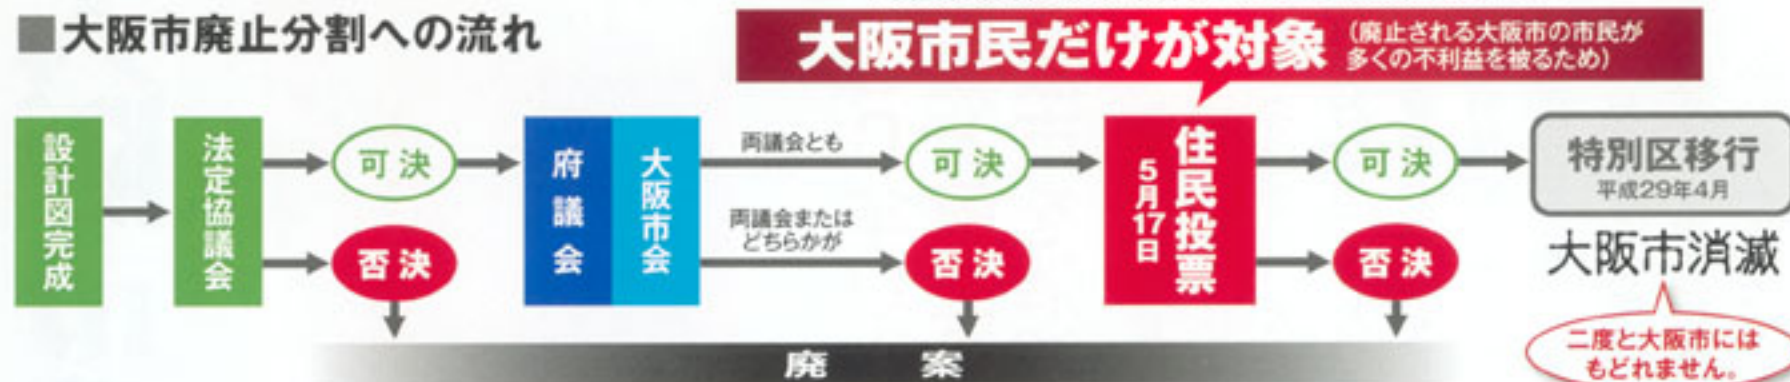 ■大阪市廃止分割への流れ
大阪市民だけが対象
(廃止される大阪市の市民が
多くの不利益を被るため)
設計図完成
法定協議会
可決
否決
府議会
大阪市会
両議会とも
両議会または
どちらかが
可決
否決
住民投票
5月17日
可決
否決
特別区移行
平成29年4月
大阪市消滅
二度と大阪市には
もどれません。
廃案